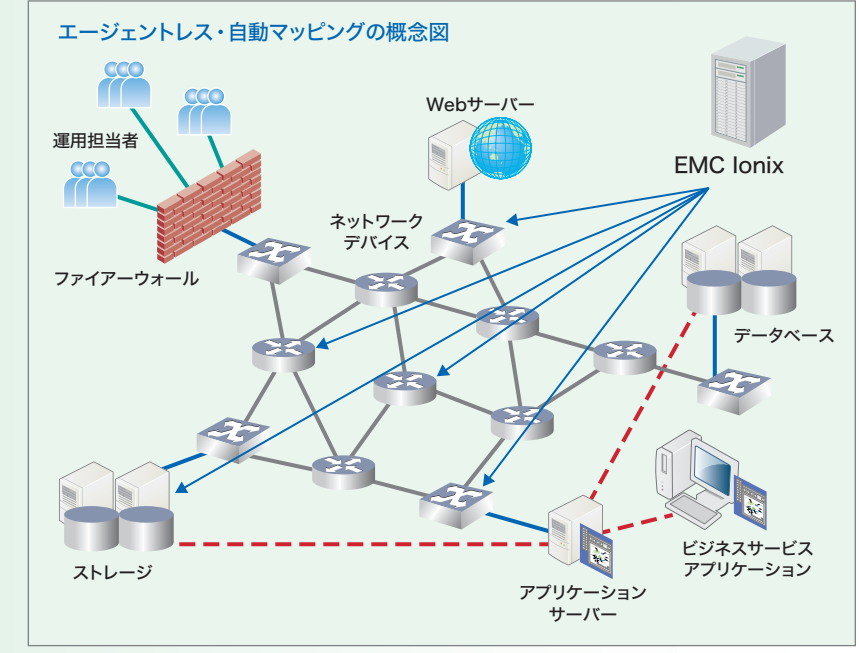 エージェントレス・自動マッピングの概念図
運用担当者
Webサーバー
EMC Ionix
ネットワーク
デバイス
ファイアーウォール
データベース
ストレージ
アプリケーション
サーバー
ビジネスサービス
アプリケーション